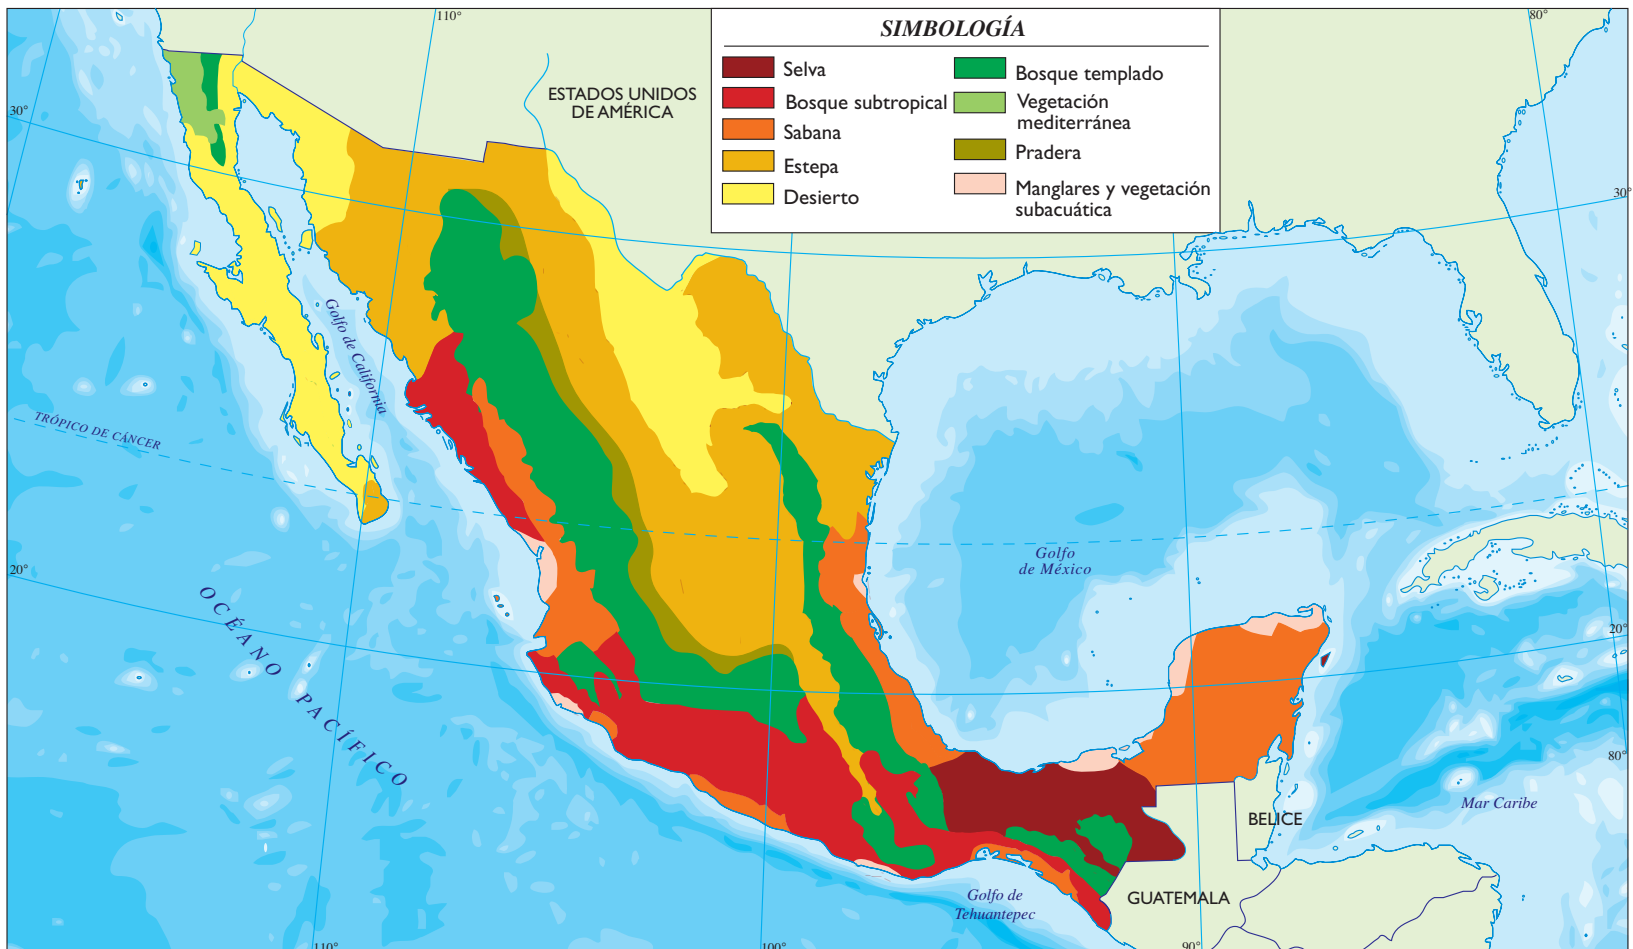 110°
80°
SIMBOLOGÍA
Selva
Bosque subtropical
Sabana
Estepa
Desierto
Bosque templado
Vegetación
mediterránea
Pradera
Manglares y vegetación
subacuática
ESTADOS UNIDOS
DE AMÉRICA
30°
30°
Golfo de California
TRÓPICO DE CÁNCER
Golfo
de México
20°
20°
OCÉANO PACÍFICO
80°
Mar Caribe
BELICE
GUATEMALA
Golfo de
Tehuantepec
110°
100°
90°